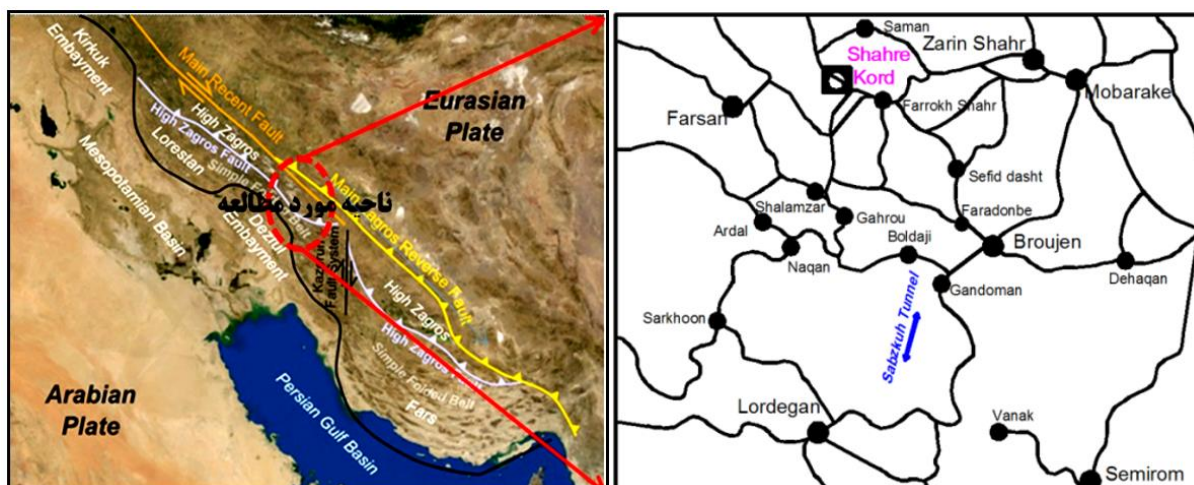 Kirkuk
Embayment
Main Recent Fault
High Zagros
High Zagros Fault
Lorestan
Mesopotamian Basin
Eurasian
Plate
ناحیه مورد مطالعه
Dezful
Embayment
Fault System
Main Zagros Reverse Fault
High Zagros
High Zagros
Simple Folded Belt
Fars
Persian Gulf Basin
Arabian
Plate
Saman
Shahre
Kord
Zarin Shahr
Mobarake
Farrokh Shahr
Farsan
Sefid dasht
Shalamzar
Gahrou
Faradonbe
Ardal
Boldaji
Broujen
Naqan
Dehaqan
Gandoman
Sarkhoon
Sabzkuh Tunnel
Lordegan
Vanak
Semirom